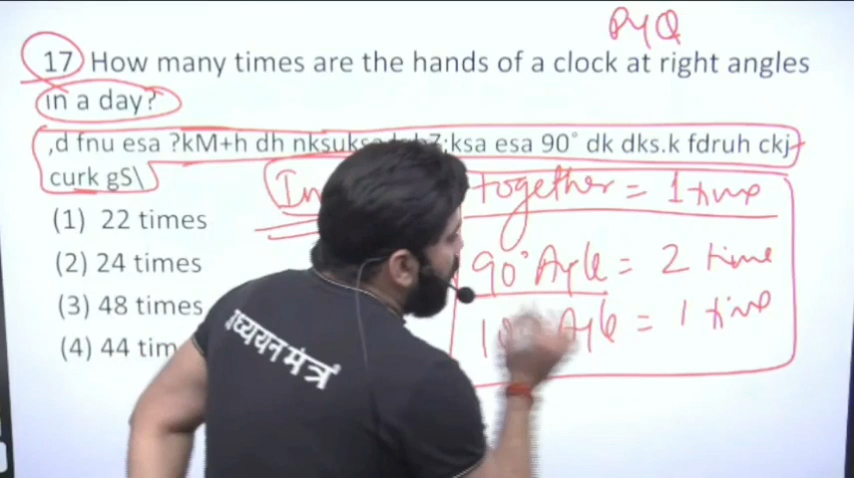 PYQ
17) How many times are the hands of a clock at right angles
in a day?
,d fnu esa ?kM+h dh nksuksa ;ksa esa 90° dk dks.k fdruh ckj
curk gS\
In together = 1 time
(1) 22 times
90° Angle = 2 time
(2) 24 times
(3) 48 times
Angle = 1 time
(4) 44 tim
ध्ययन मंत्रं